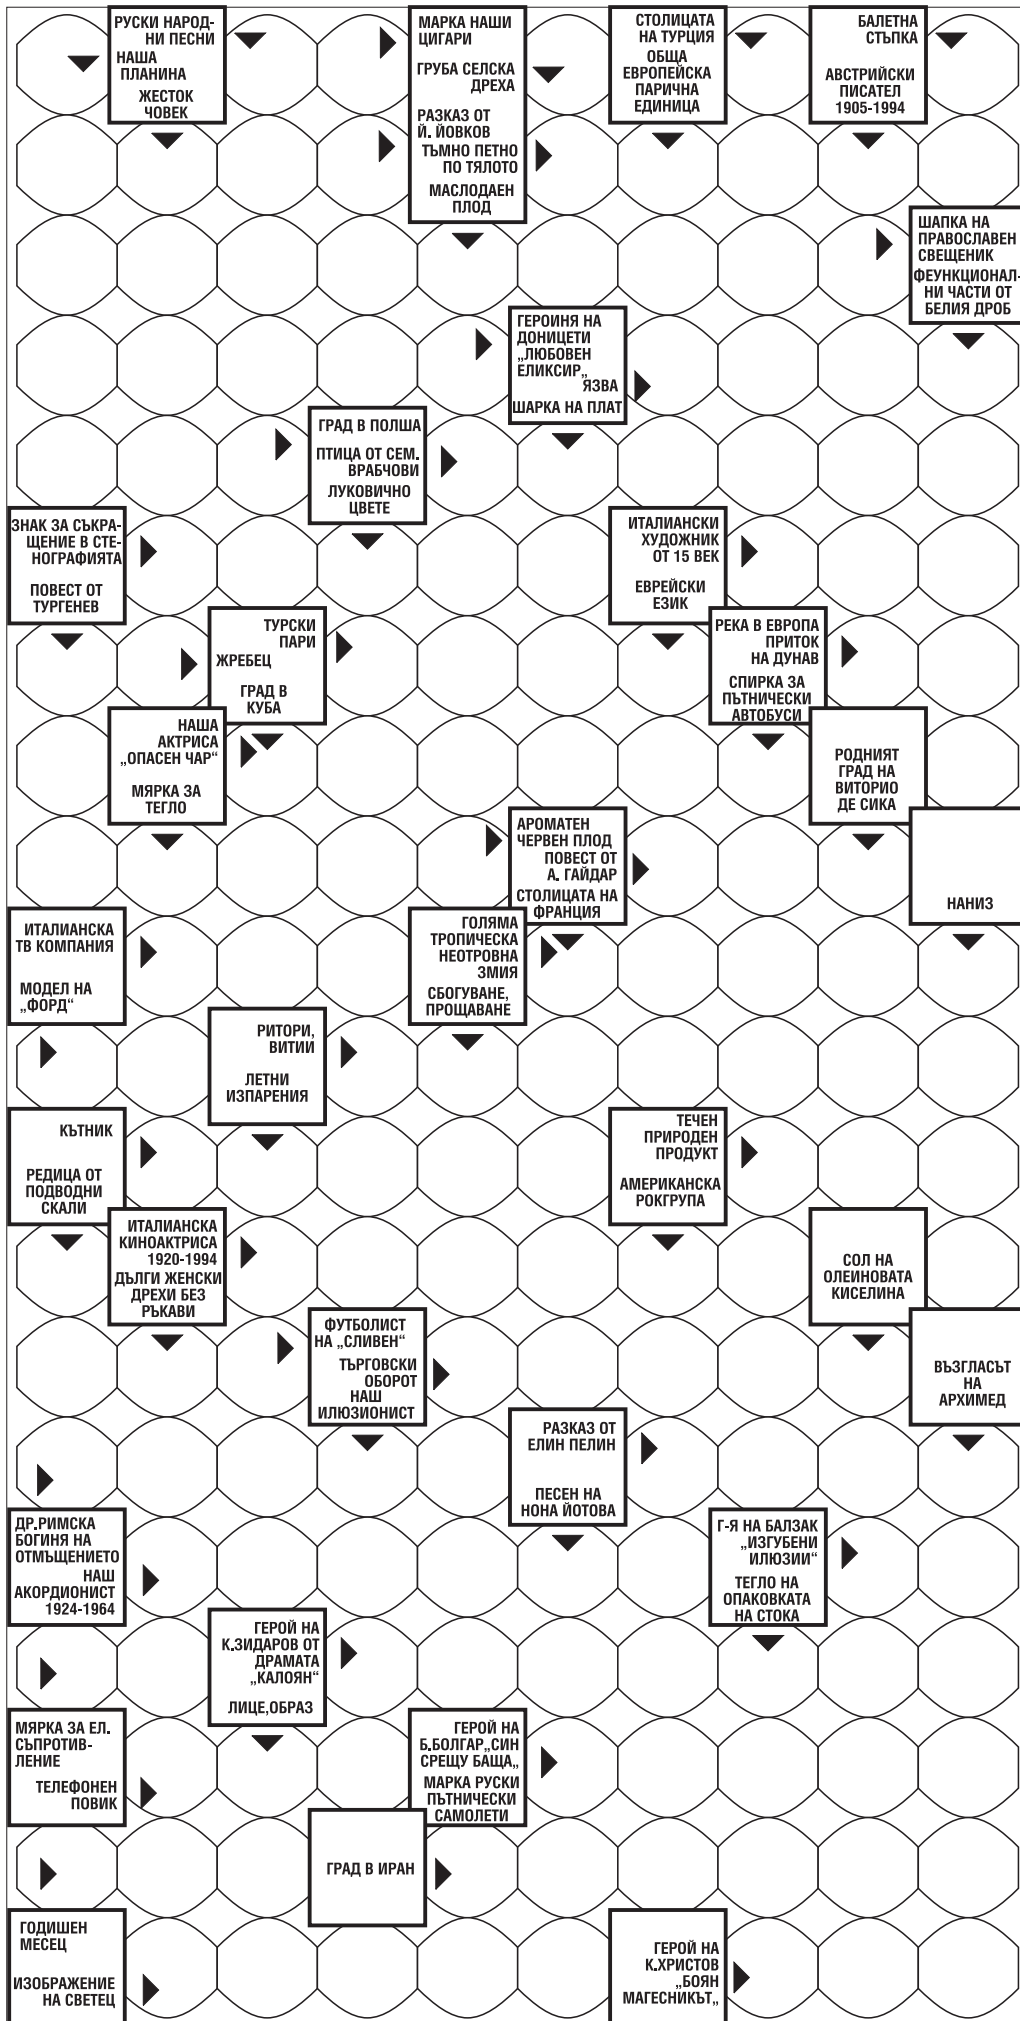 РУСКИ НАРОД-
НИ ПЕСНИ
НАША
ПЛАНИНА
ЖЕСТОК
ЧОВЕК
МАРКА НАШИ
ЦИГАРИ
ГРУБА СЕЛСКА
ДРЕХА
РАЗКАЗ ОТ
Й. ЙОВКОВ
ТЪМНО ПЕТНО
ПО ТЯЛОТО
МАСЛОДАЕН
ПЛОД
СТОЛИЦАТА
НА ТУРЦИЯ
ОБЩА
ЕВРОПЕЙСКА
ПАРИЧНА
ЕДИНИЦА
БАЛЕТНА
СТЪПКА
АВСТРИЙСКИ
ПИСАТЕЛ
1905-1994
ШАПКА НА
ПРАВОСЛАВЕН
СВЕЩЕНИК
ФЕУНКЦИОНАЛ-
НИ ЧАСТИ ОТ
БЕЛИЯ ДРОБ
ГЕРОИНЯ НА
ДОНИЦЕТИ
„ЛЮБОВЕН
ЕЛИКСИР„
ЯЗВА
ШАРКА НА ПЛАТ
ГРАД В ПОЛША
ПТИЦА ОТ СЕМ.
ВРАБЧОВИ
ЛУКОВИЧНО
ЦВЕТЕ
ЗНАК ЗА СЪКРА-
ЩЕНИЕ В СТЕ-
НОГРАФИЯТА
ПОВЕСТ ОТ
ТУРГЕНЕВ
ИТАЛИАНСКИ
ХУДОЖНИК
ОТ 15 ВЕК
ЕВРЕЙСКИ
ЕЗИК
ТУРСКИ
ПАРИ
ЖРЕБЕЦ
ГРАД В
КУБА
РЕКА В ЕВРОПА
ПРИТОК
НА ДУНАВ
СПИРКА ЗА
ПЪТНИЧЕСКИ
АВТОБУСИ
НАША
АКТРИСА
„ОПАСЕН ЧАР“
МЯРКА ЗА
ТЕГЛО
РОДНИЯТ
ГРАД НА
ВИТОРИО
ДЕ СИКА
АРОМАТЕН
ЧЕРВЕН ПЛОД
ПОВЕСТ ОТ
А. ГАЙДАР
СТОЛИЦАТА НА
ФРАНЦИЯ
НАНИЗ
ИТАЛИАНСКА
ТВ КОМПАНИЯ
МОДЕЛ НА
„ФОРД“
ГОЛЯМА
ТРОПИЧЕСКА
НЕОТРОВНА
ЗМИЯ
СБОГУВАНЕ,
ПРОЩАВАНЕ
РИТОРИ,
ВИТИИ
ЛЕТНИ
ИЗПАРЕНИЯ
КЪТНИК
РЕДИЦА ОТ
ПОДВОДНИ
СКАЛИ
ТЕЧЕН
ПРИРОДЕН
ПРОДУКТ
АМЕРИКАНСКА
РОКГРУПА
ИТАЛИАНСКА
КИНОАКТРИСА
1920-1994
ДЪЛГИ ЖЕНСКИ
ДРЕХИ БЕЗ
РЪКАВИ
СОЛ НА
ОЛЕИНОВАТА
КИСЕЛИНА
ФУТБОЛИСТ
НА „СЛИВЕН“
ТЪРГОВСКИ
ОБОРОТ
НАШ
ИЛЮЗИОНИСТ
ВЪЗГЛАСЪТ
НА
АРХИМЕД
РАЗКАЗ ОТ
ЕЛИН ПЕЛИН
ПЕСЕН НА
НОНА ЙОТОВА
ДР.РИМСКА
БОГИНЯ НА
ОТМЪЩЕНИЕТО
НАШ
АКОРДИОНИСТ
1924-1964
Г-Я НА БАЛЗАК
„ИЗГУБЕНИ
ИЛЮЗИИ“
ТЕГЛО НА
ОПАКОВКАТА
НА СТОКА
ГЕРОЙ НА
К.ЗИДАРОВ ОТ
ДРАМАТА
„КАЛОЯН“
ЛИЦЕ,ОБРАЗ
МЯРКА ЗА ЕЛ.
СЪПРОТИВ-
ЛЕНИЕ
ТЕЛЕФОНЕН
ПОВИК
ГЕРОЙ НА
Б.БОЛГАР„СИН
СРЕЩУ БАЩА„
МАРКА РУСКИ
ПЪТНИЧЕСКИ
САМОЛЕТИ
ГРАД В ИРАН
ГОДИШЕН
МЕСЕЦ
ИЗОБРАЖЕНИЕ
НА СВЕТЕЦ
ГЕРОЙ НА
К.ХРИСТОВ
„БОЯН
МАГЕСНИКЪТ„